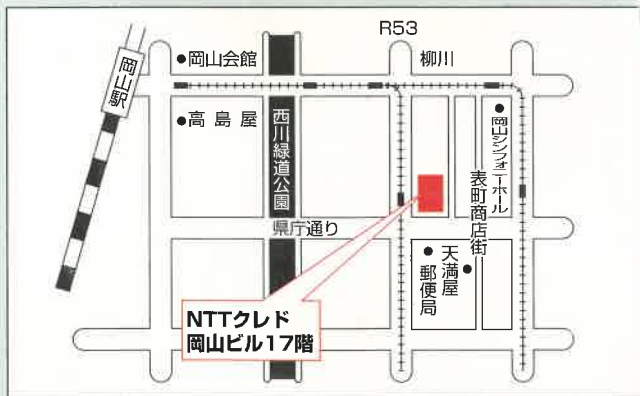 R53
岡山会館
柳川
岡山駅
高島屋
西川緑道公園
岡山シンフォニーホール
表町商店街
県庁通り
天満屋
郵便局
NTTクレド
岡山ビル17階